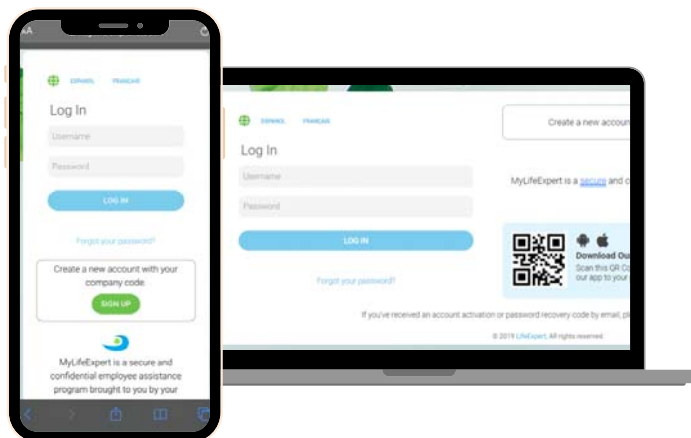 AA
ESPAÑOL FRANÇAIS
Log In
Username
Password
LOG IN
Forgot your password?
Create a new account with your
company code.
SIGN UP
MyLifeExpert is a secure and
confidential employee assistance
program brought to you by your
ESPAÑOL FRANÇAIS
Log In
Username
Password
LOG IN
Forgot your password?
Create a new accoun
MyLifeExpert is a secure and c
Download Ou
Scan this QR Co
our app to your
If you've received an account activation or password recovery code by email, pl
© 2019 LifeExpert, All rights reserved